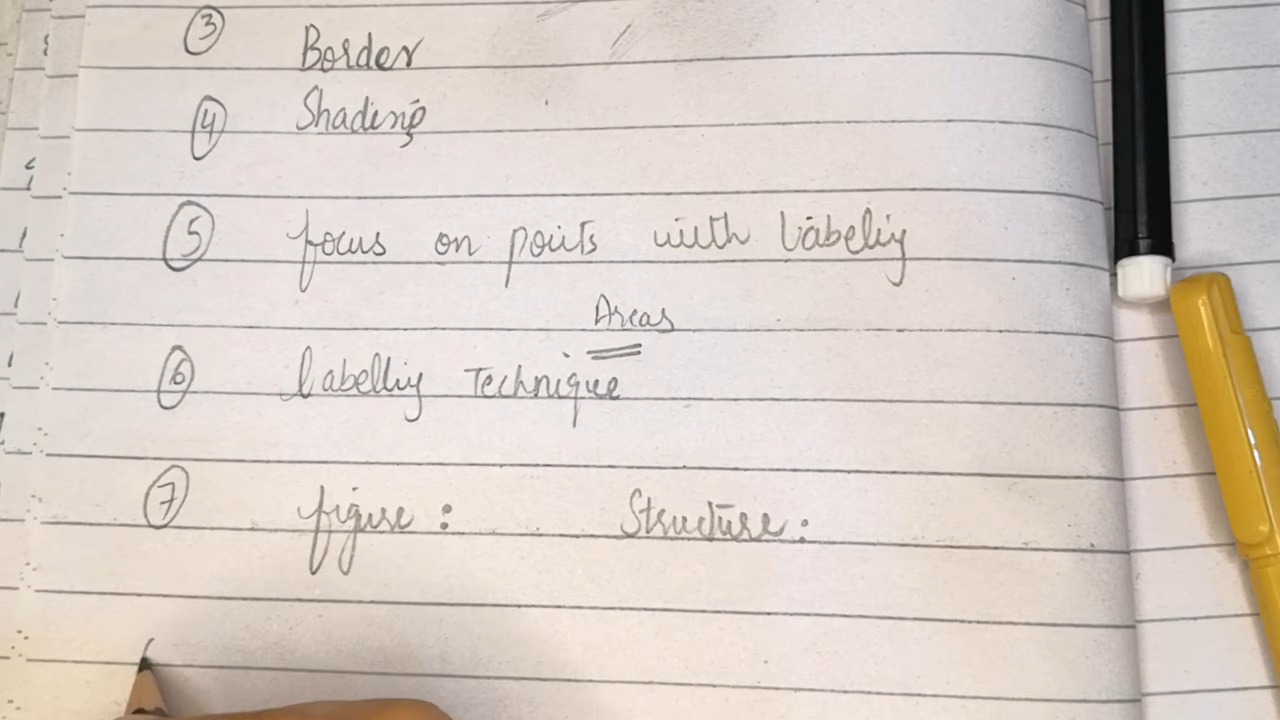 3 Border
4 Shading
5 focus on points with Labeling
Areas
6 labelling Technique
7 figure : Structure :